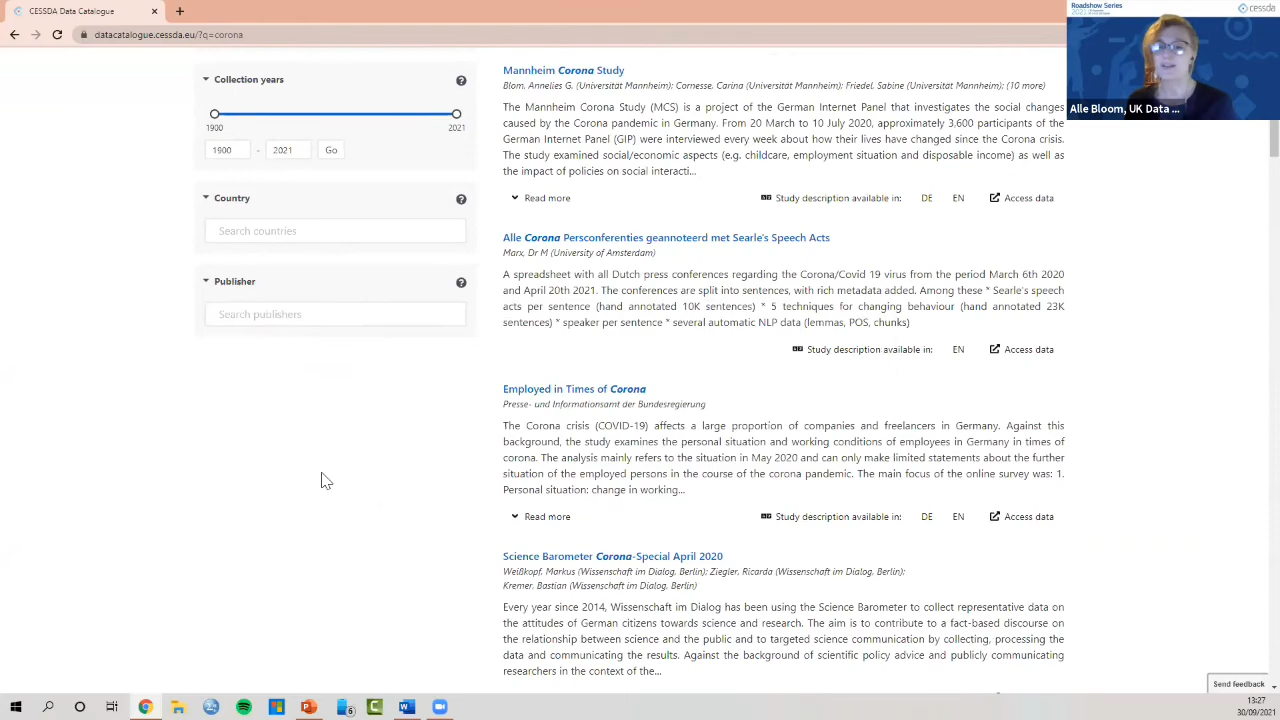 CESSDA Data Catalogue
datacatalogue.cessda.eu/?q=corona
Roadshow Series
2021
cessda
Alle Bloom, UK Data ...
Collection years
1900
2021
1900 - 2021 Go
Country
Search countries
Publisher
Search publishers
Mannheim Corona Study
Blom, Annelies G. (Universität Mannheim); Cornesse, Carina (Universität Mannheim); Friedel, Sabine (Universität Mannheim); (10 more)
The Mannheim Corona Study (MCS) is a project of the German Internet Panel that investigates the social changes
caused by the Corona pandemic in Germany. From 20 March to 10 July 2020, approximately 3,600 participants of the
German Internet Panel (GIP) were interviewed every week about how their lives have changed since the Corona crisis.
The study examined social/economic aspects (e.g. childcare, employment situation and disposable income) as well as
the impact of policies on social interacti...
Read more
Study description available in: DE EN Access data
Alle Corona Persconferenties geannoteerd met Searle's Speech Acts
Marx, Dr M (University of Amsterdam)
A spreadsheet with all Dutch press conferences regarding the Corona/Covid 19 virus from the period March 6th 2020
and April 20th 2021. The conferences are split into sentences, with rich metadata added. Among these * Searle's speech
acts per sentence (hand annotated 10K sentences) * 5 techniques for changing behaviour (hand annotated 23K
sentences) * speaker per sentence * several automatic NLP data (lemmas, POS, chunks)
Study description available in: EN Access data
Employed in Times of Corona
Presse- und Informationsamt der Bundesregierung
The Corona crisis (COVID-19) affects a large proportion of companies and freelancers in Germany. Against this
background, the study examines the personal situation and working conditions of employees in Germany in times of
corona. The analysis mainly refers to the situation in May 2020 and can only make limited statements about the further
situation of the employed persons in the course of the corona pandemic. The main focus of the online survey was: 1.
Personal situation: change in working...
Read more
Study description available in: DE EN Access data
Science Barometer Corona-Special April 2020
Weißkopf, Markus (Wissenschaft im Dialog, Berlin); Ziegler, Ricarda (Wissenschaft im Dialog, Berlin);
Kremer, Bastian (Wissenschaft im Dialog, Berlin)
Every year since 2014, Wissenschaft im Dialog has been using the Science Barometer to collect representative data on
the attitudes of German citizens towards science and research. The aim is to contribute to a fact-based discourse on
the relationship between science and the public and to targeted science communication by collecting, processing the
data and communicating the results. Against the background of scientific policy advice and publicly communicating
researchers in the context of the...
Send feedback
13:27
30/09/2021